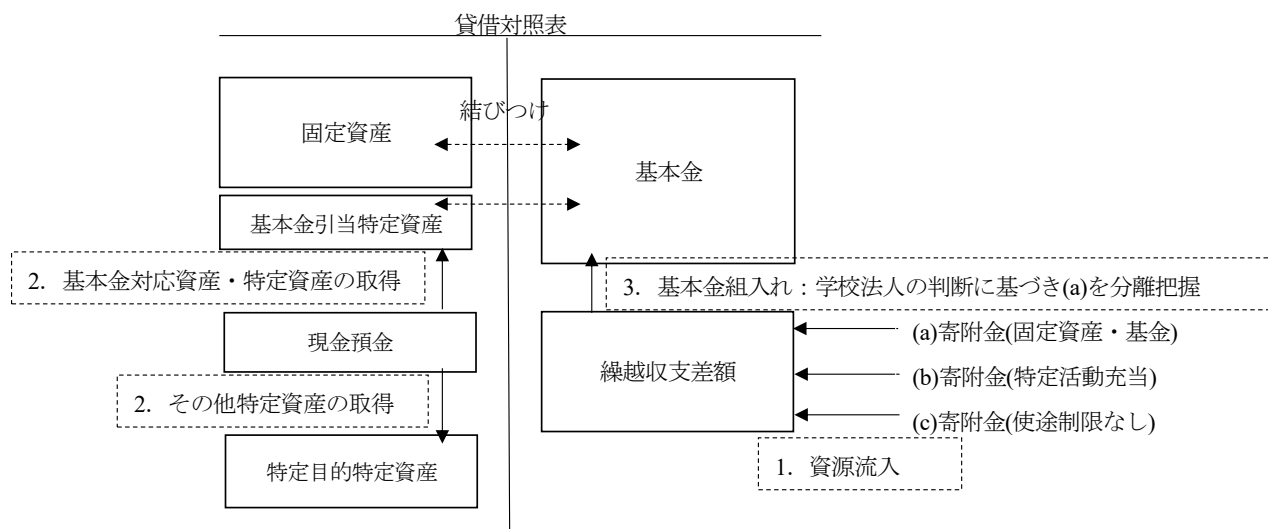 貸借対照表
結びつけ
固定資産
基本金
基本金引当特定資産
2．基本金対応資産・特定資産の取得
3．基本金組入れ：学校法人の判断に基づき(a)を分離把握
現金預金
繰越収支差額
(a)寄附金(固定資産・基金)
(b)寄附金(特定活動充当)
(c)寄附金(使途制限なし)
2．その他特定資産の取得
1．資源流入
特定目的特定資産